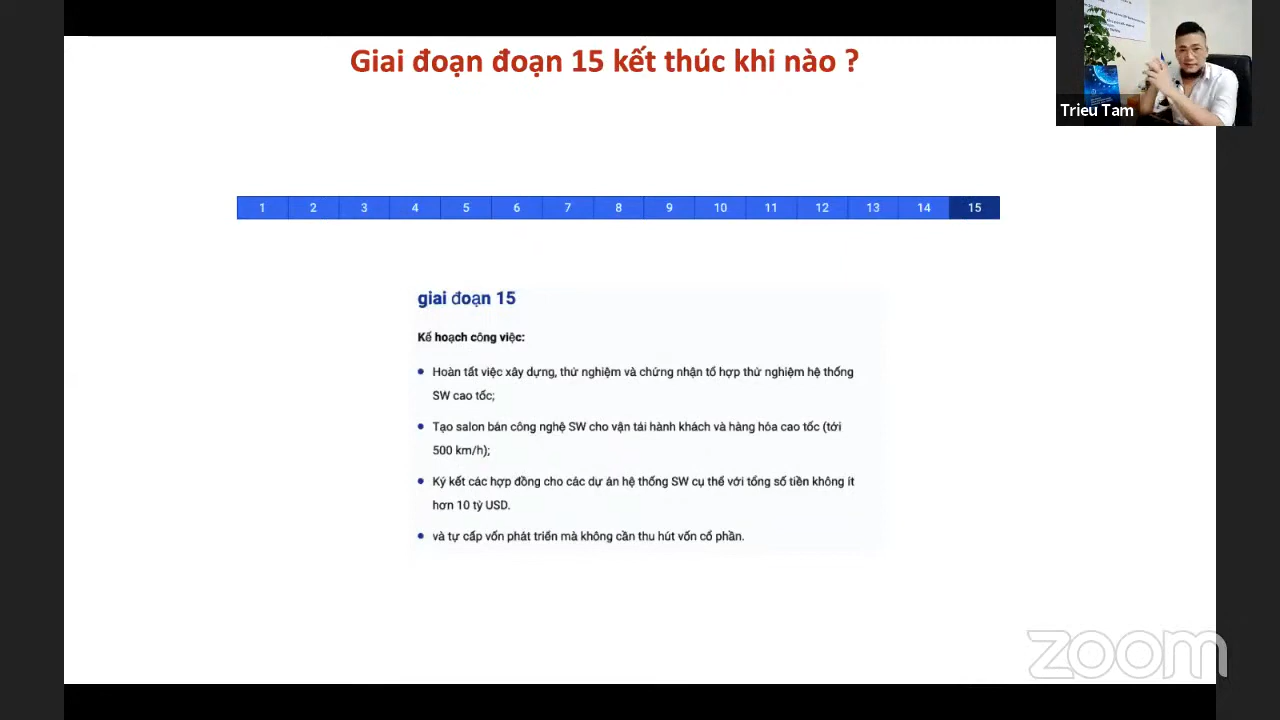 Giai đoạn đoạn 15 kết thúc khi nào ?
Trieu Tam
1 2 3 4 5 6 7 8 9 10 11 12 13 14 15
giai đoạn 15
Kế hoạch công việc:
Hoàn tất việc xây dựng, thử nghiệm và chứng nhận tổ hợp thử nghiệm hệ thống
SW cao tốc;
Tạo salon bán công nghệ SW cho vận tải hành khách và hàng hóa cao tốc (tới
500 km/h);
Ký kết các hợp đồng cho các dự án hệ thống SW cụ thể với tổng số tiền không ít
hơn 10 tỷ USD.
và tự cấp vốn phát triển mà không cần thu hút vốn cổ phần.
zoom